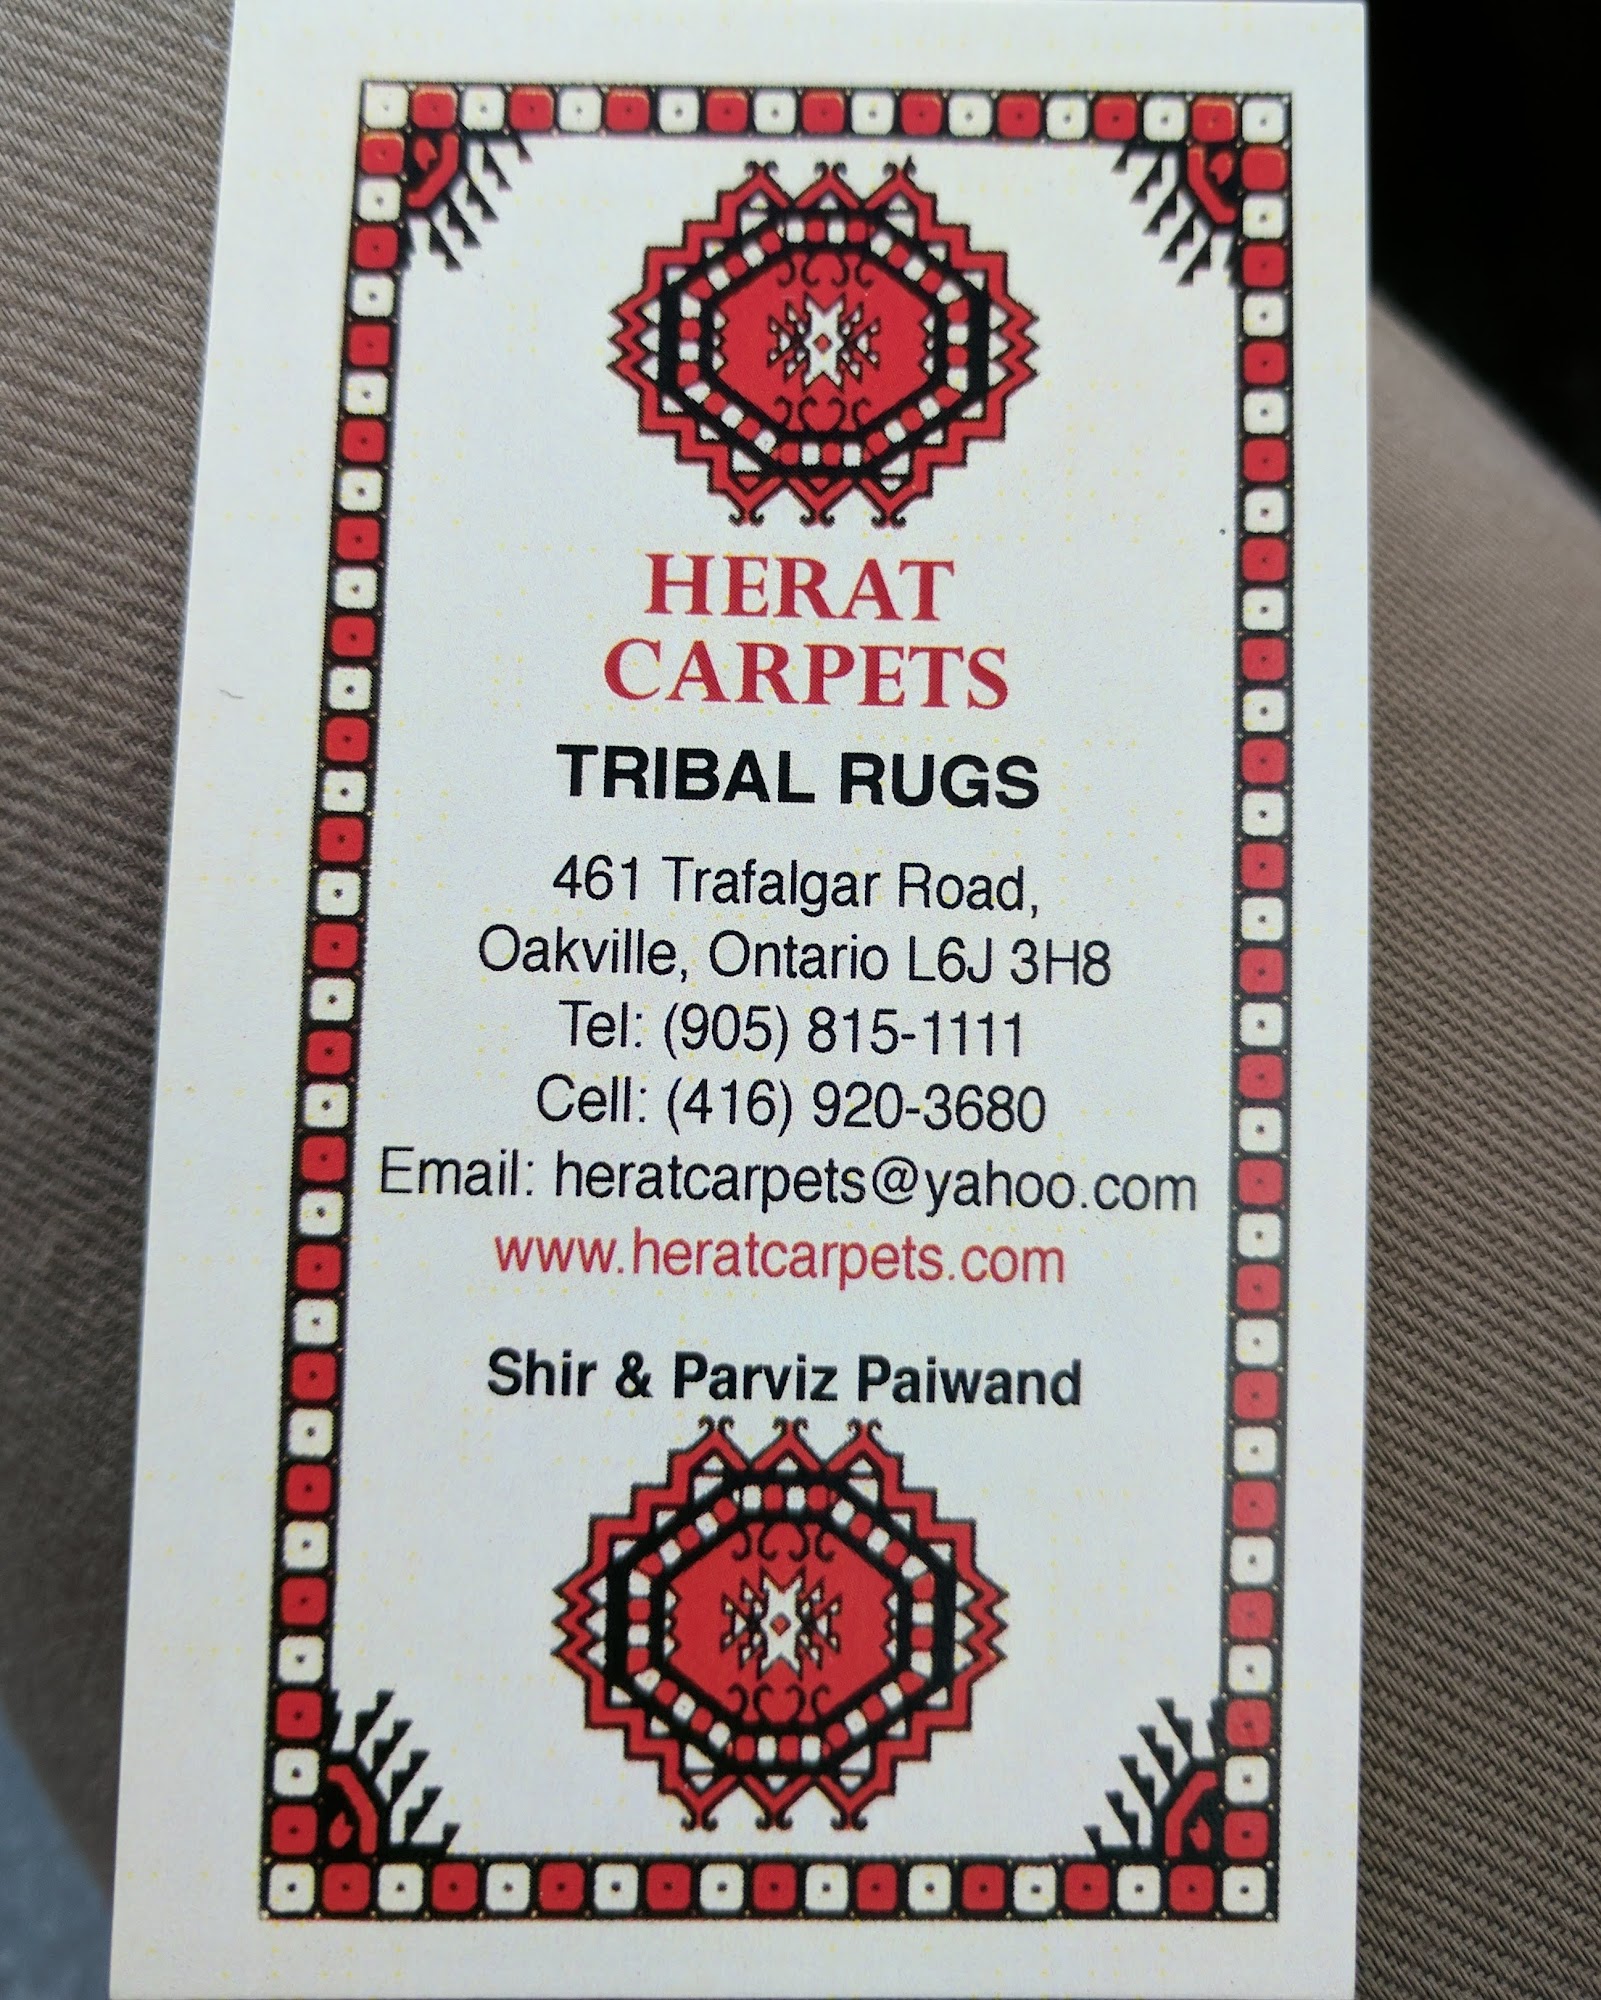 HERAT
CARPETS
TRIBAL RUGS
461 Trafalgar Road,
Oakville, Ontario L6J 3H8
Tel: (905) 815-1111
Cell: (416) 920-3680
Email: heratcarpets@yahoo.com
www.heratcarpets.com
Shir & Parviz Paiwand